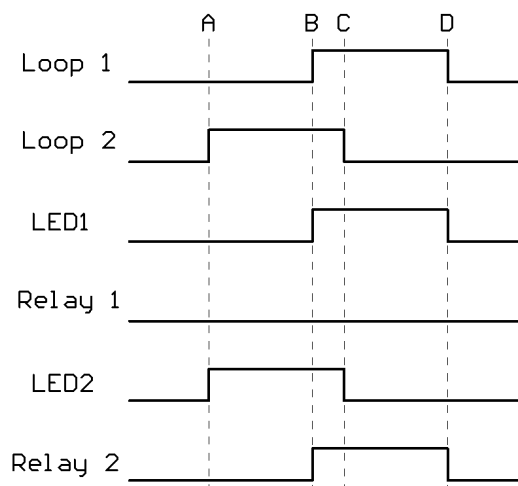 A B C D
Loop 1
Loop 2
LED1
Relay 1
LED2
Relay 2